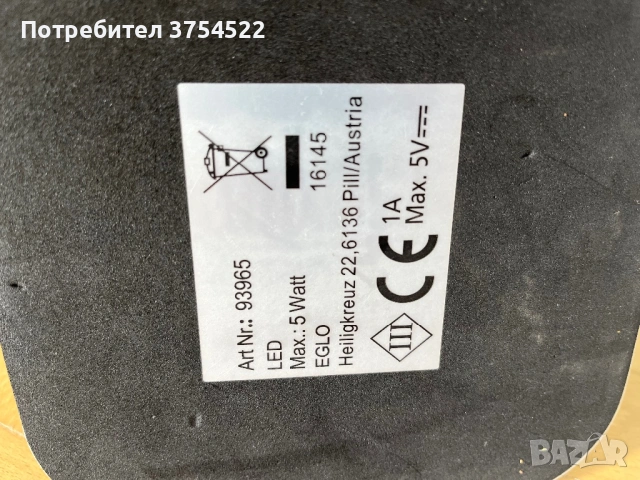 Потребител 3754522
Art Nr.: 93965
LED
Max.: 5 Watt
EGLO
Heiligkreuz 22,6136 Pill/Austria
16145
III
CE
1A
Max. 5V
BAZAR